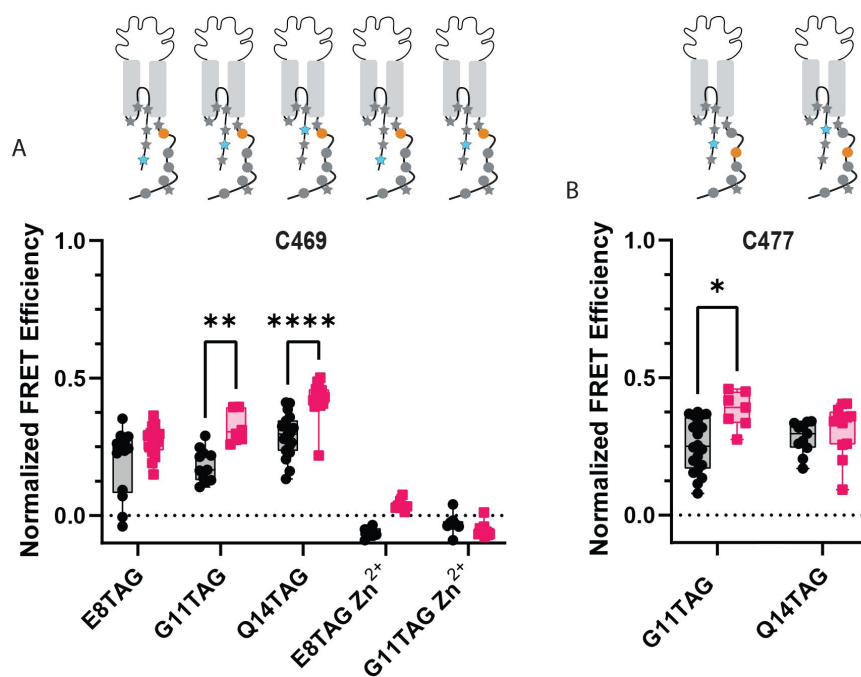 A
B
C469
C477
Normalized FRET Efficiency
1.0
0.5
0.0
**
****
E8TAG
G11TAG
Q14TAG
E8TAG Zn2+
G11TAG Zn2+
Normalized FRET Efficiency
1.0
0.5
0.0
*
G11TAG
Q14TAG